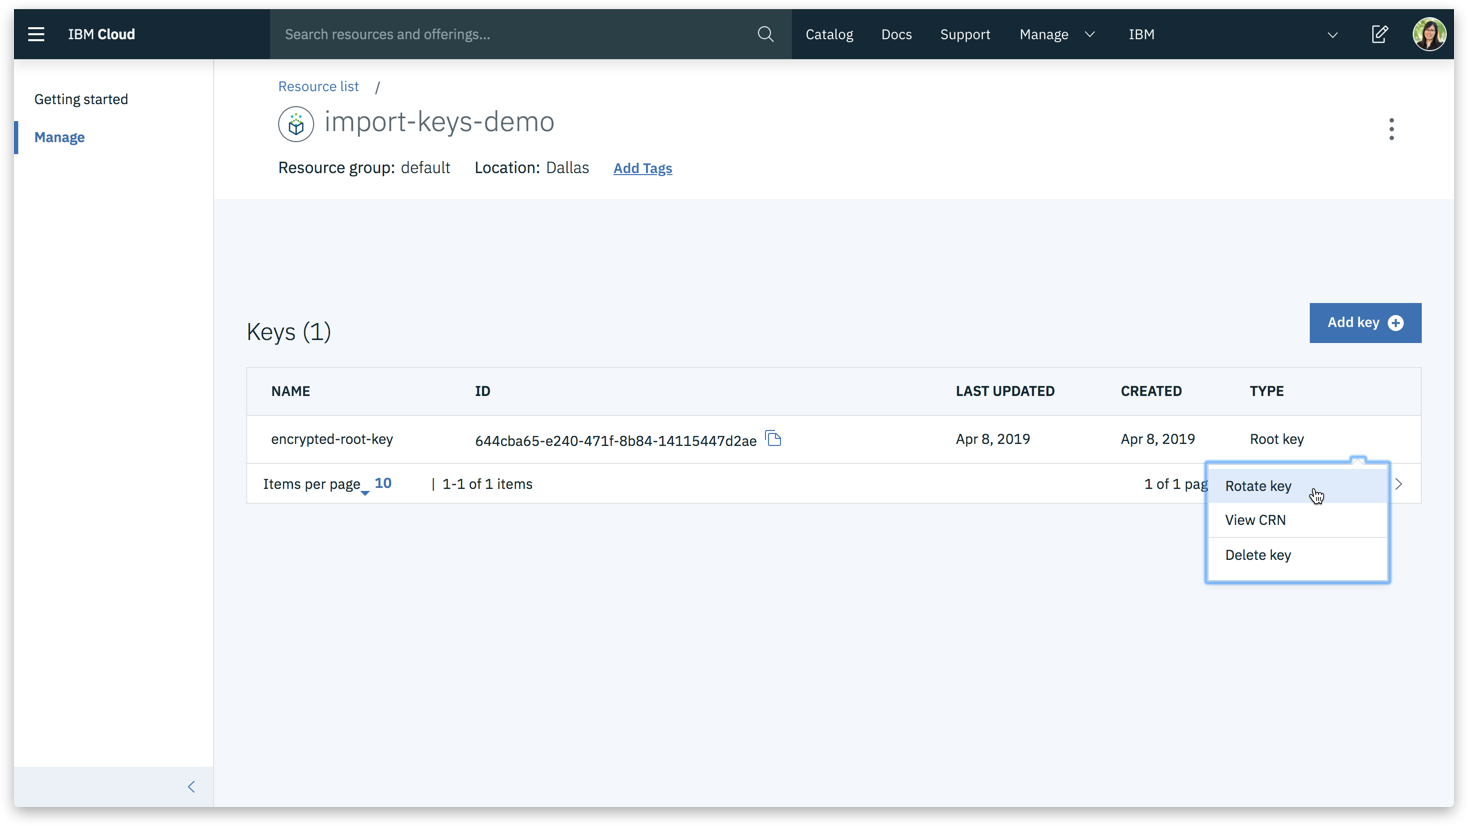 IBM Cloud
Search resources and offerings...
Catalog
Docs
Support
Manage
IBM
Getting started
Manage
Resource list /
import-keys-demo
Resource group: default Location: Dallas Add Tags
Keys (1)
Add key
NAME ID LAST UPDATED CREATED TYPE
encrypted-root-key 644cba65-e240-471f-8b84-14115447d2ae Apr 8, 2019 Apr 8, 2019 Root key
Items per page 10 | 1-1 of 1 items 1 of 1 pag
Rotate key
View CRN
Delete key